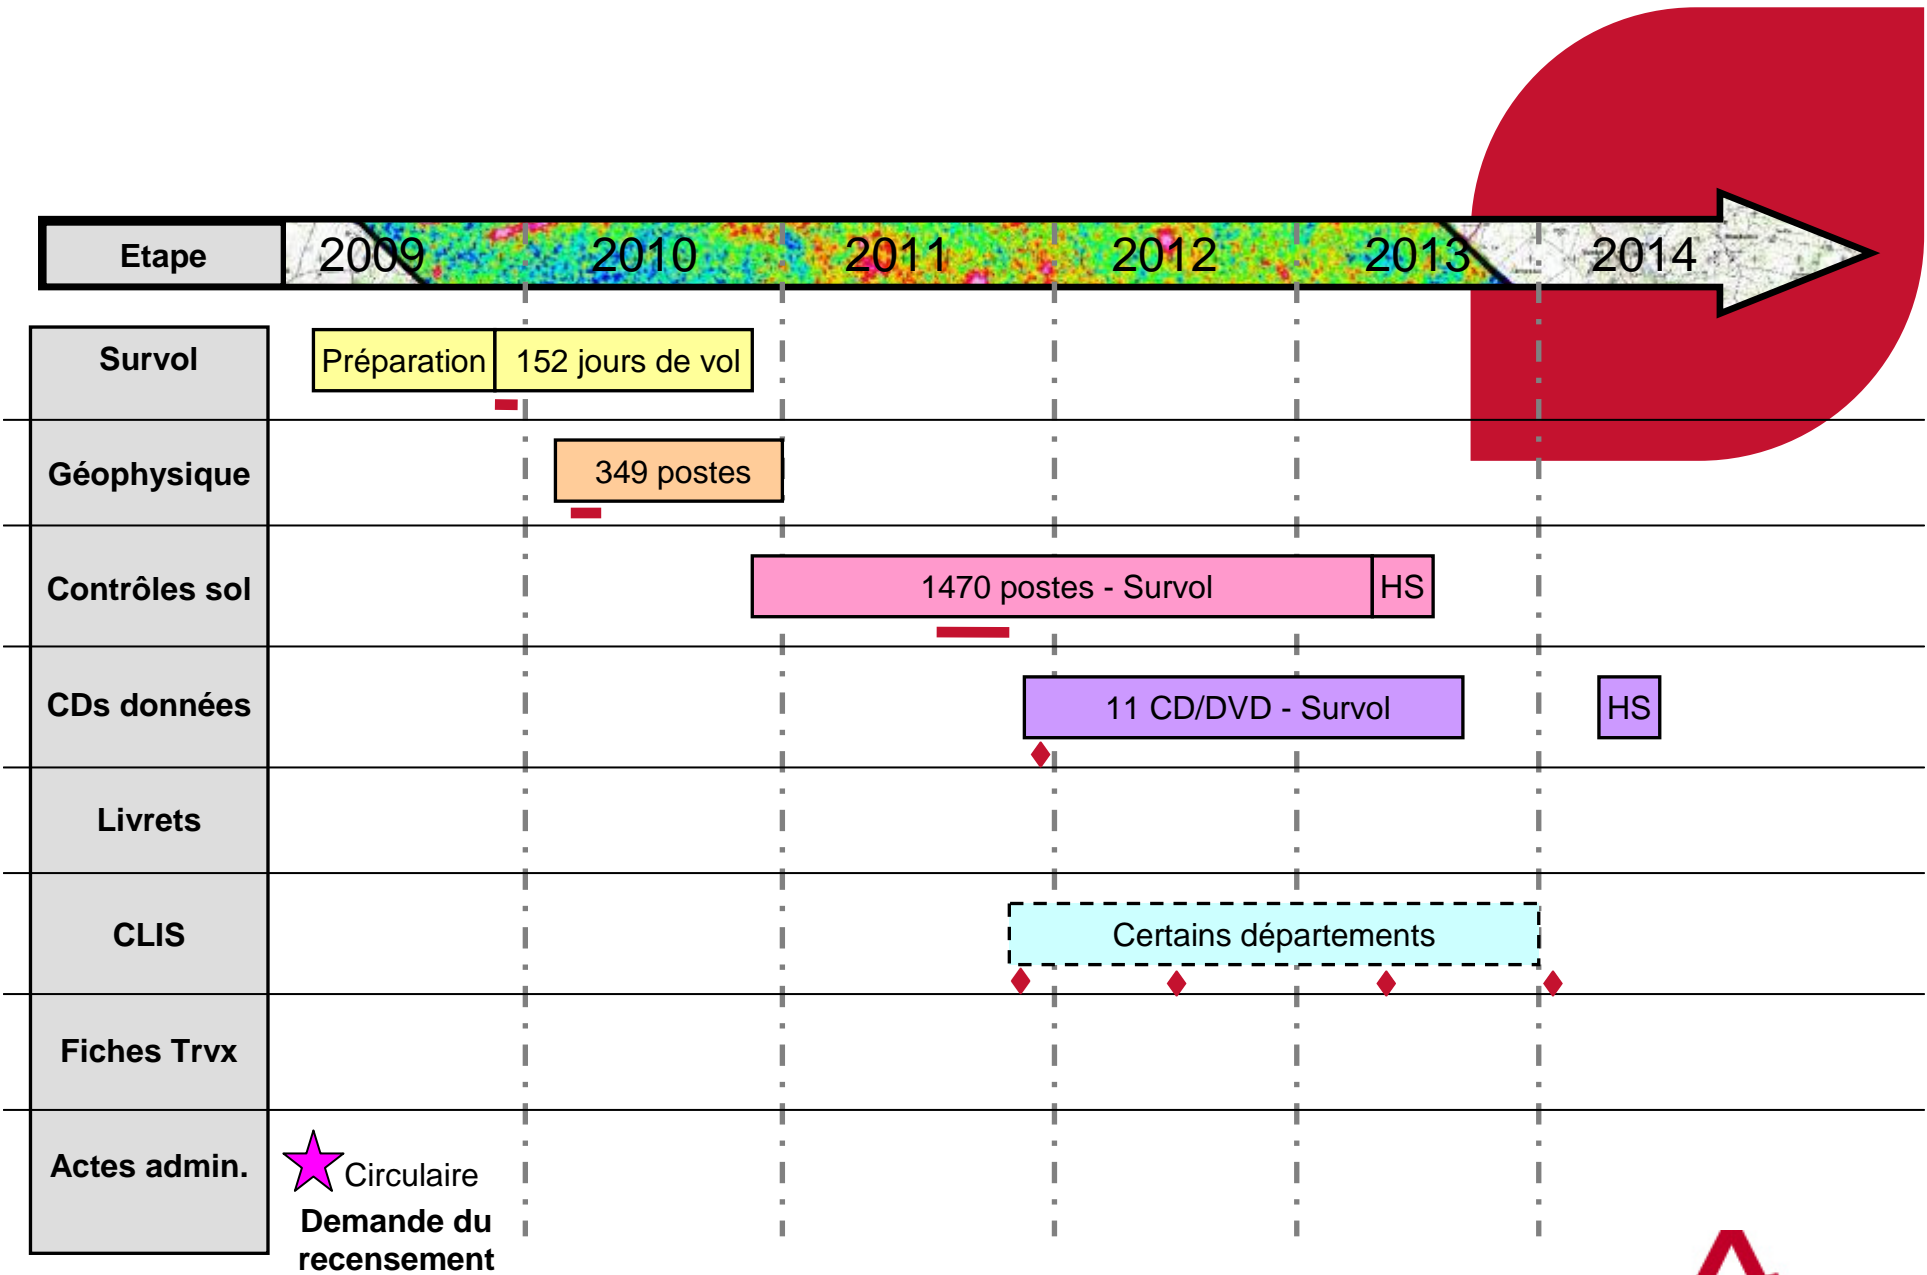 Etape
2009 2010 2011 2012 2013 2014
Survol
Préparation 152 jours de vol
Géophysique
349 postes
Contrôles sol
1470 postes - Survol HS
CDs données
11 CD/DVD - Survol HS
Livrets
CLIS
Certains départements
Fiches Trvx
Actes admin.
Circulaire
Demande du
recensement